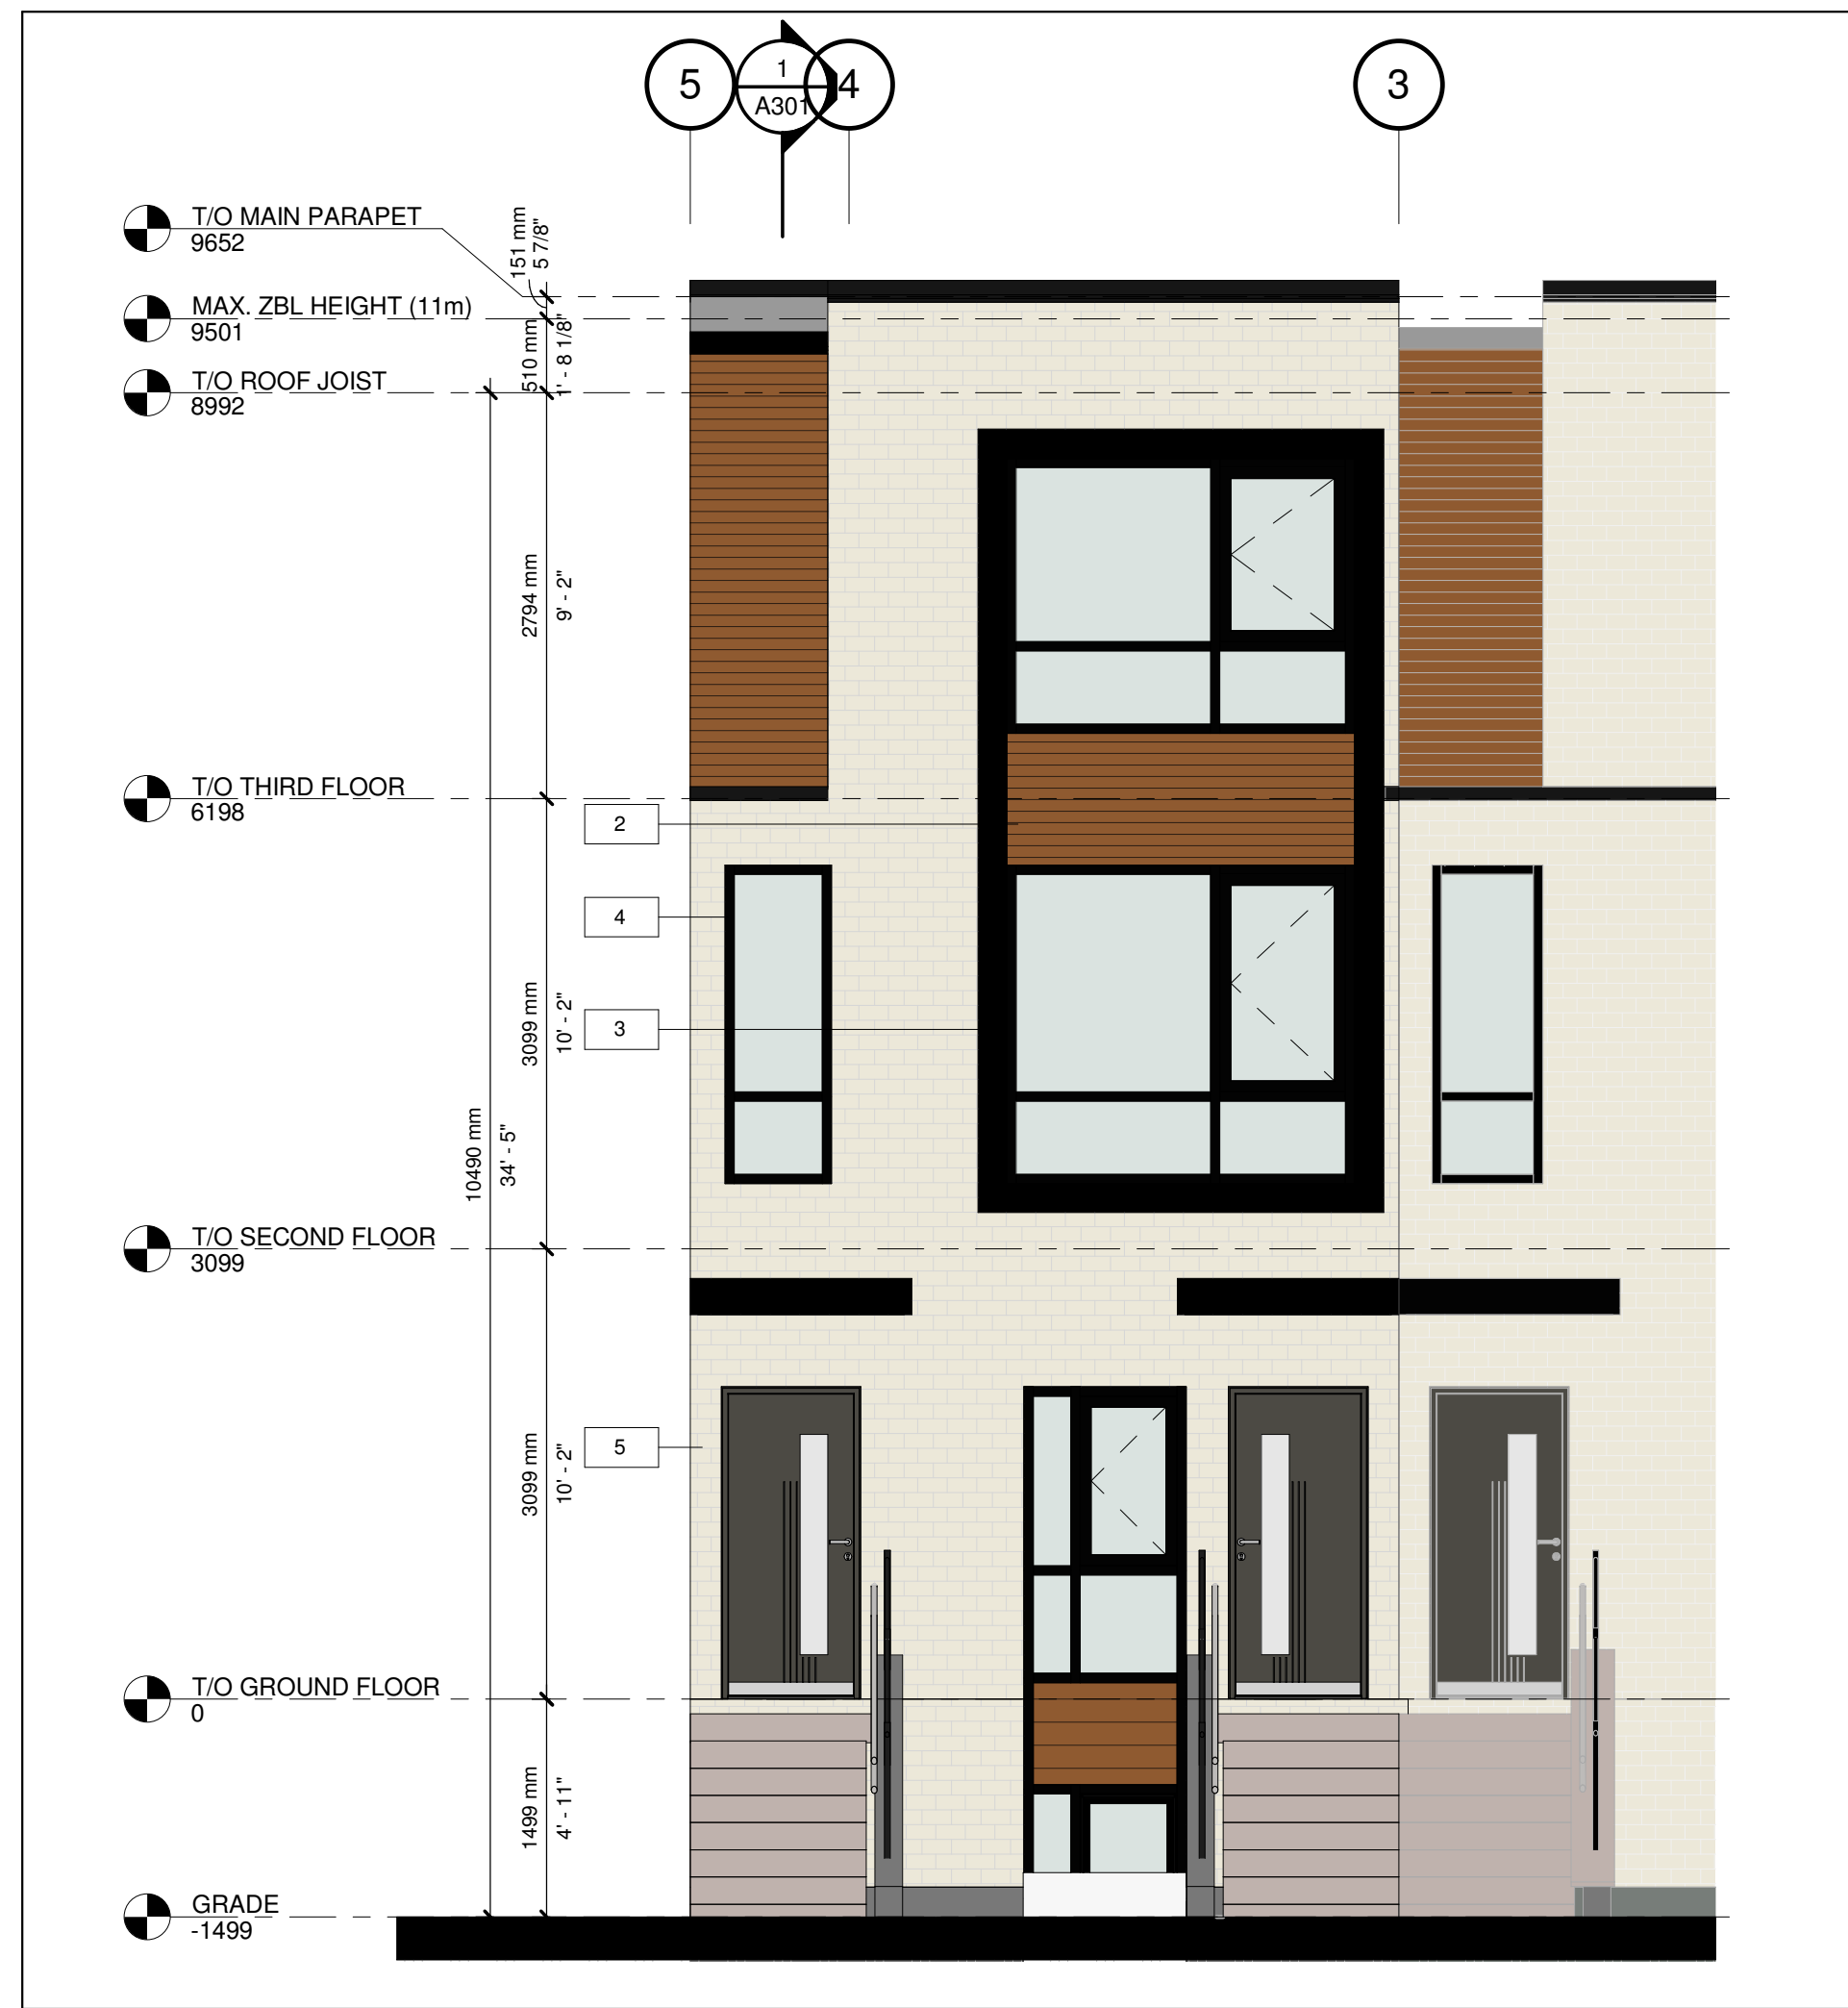 5
1
A301
4
3
T/O MAIN PARAPET
9652
151 mm
5 7/8"
MAX. ZBL HEIGHT (11m)
9501
510 mm
1' - 8 1/8"
T/O ROOF JOIST
8992
2794 mm
9' - 2"
T/O THIRD FLOOR
6198
2
4
3
3099 mm
10' - 2"
10490 mm
34' - 5"
T/O SECOND FLOOR
3099
5
3099 mm
10' - 2"
T/O GROUND FLOOR
0
1499 mm
4' - 11"
GRADE
-1499